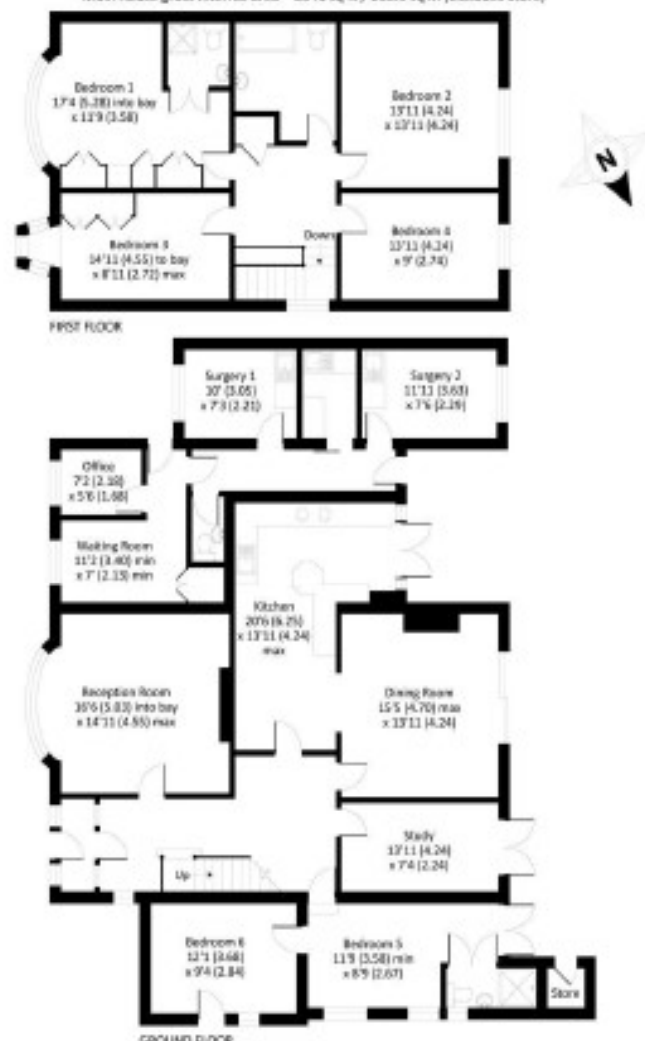 Bedroom 1
17'4 (5.28) into bay
x 11'9 (3.58)
Bedroom 2
13'11 (4.24)
x 13'11 (4.24)
N
Bedroom 3
14'11 (4.55) to bay
x 8'11 (2.72) max
Down
Bedroom 4
13'11 (4.24)
x 9' (2.74)
FIRST FLOOR
Surgery 1
10' (3.05)
x 7'3 (2.21)
Surgery 2
11'11 (3.63)
x 7'6 (2.29)
Office
7'2 (2.18)
x 5'6 (1.68)
Waiting Room
11'2 (3.40) min
x 7' (2.13) min
Kitchen
20'6 (6.25)
x 13'11 (4.24)
max
Reception Room
16'6 (5.03) into bay
x 14'11 (4.55) max
Dining Room
15'5 (4.70) max
x 13'11 (4.24)
Study
13'11 (4.24)
x 7'4 (2.24)
Up
Bedroom 6
12'1 (3.68)
x 9'4 (2.84)
Bedroom 5
11'9 (3.58) min
x 8'9 (2.67)
Store
GROUND FLOOR